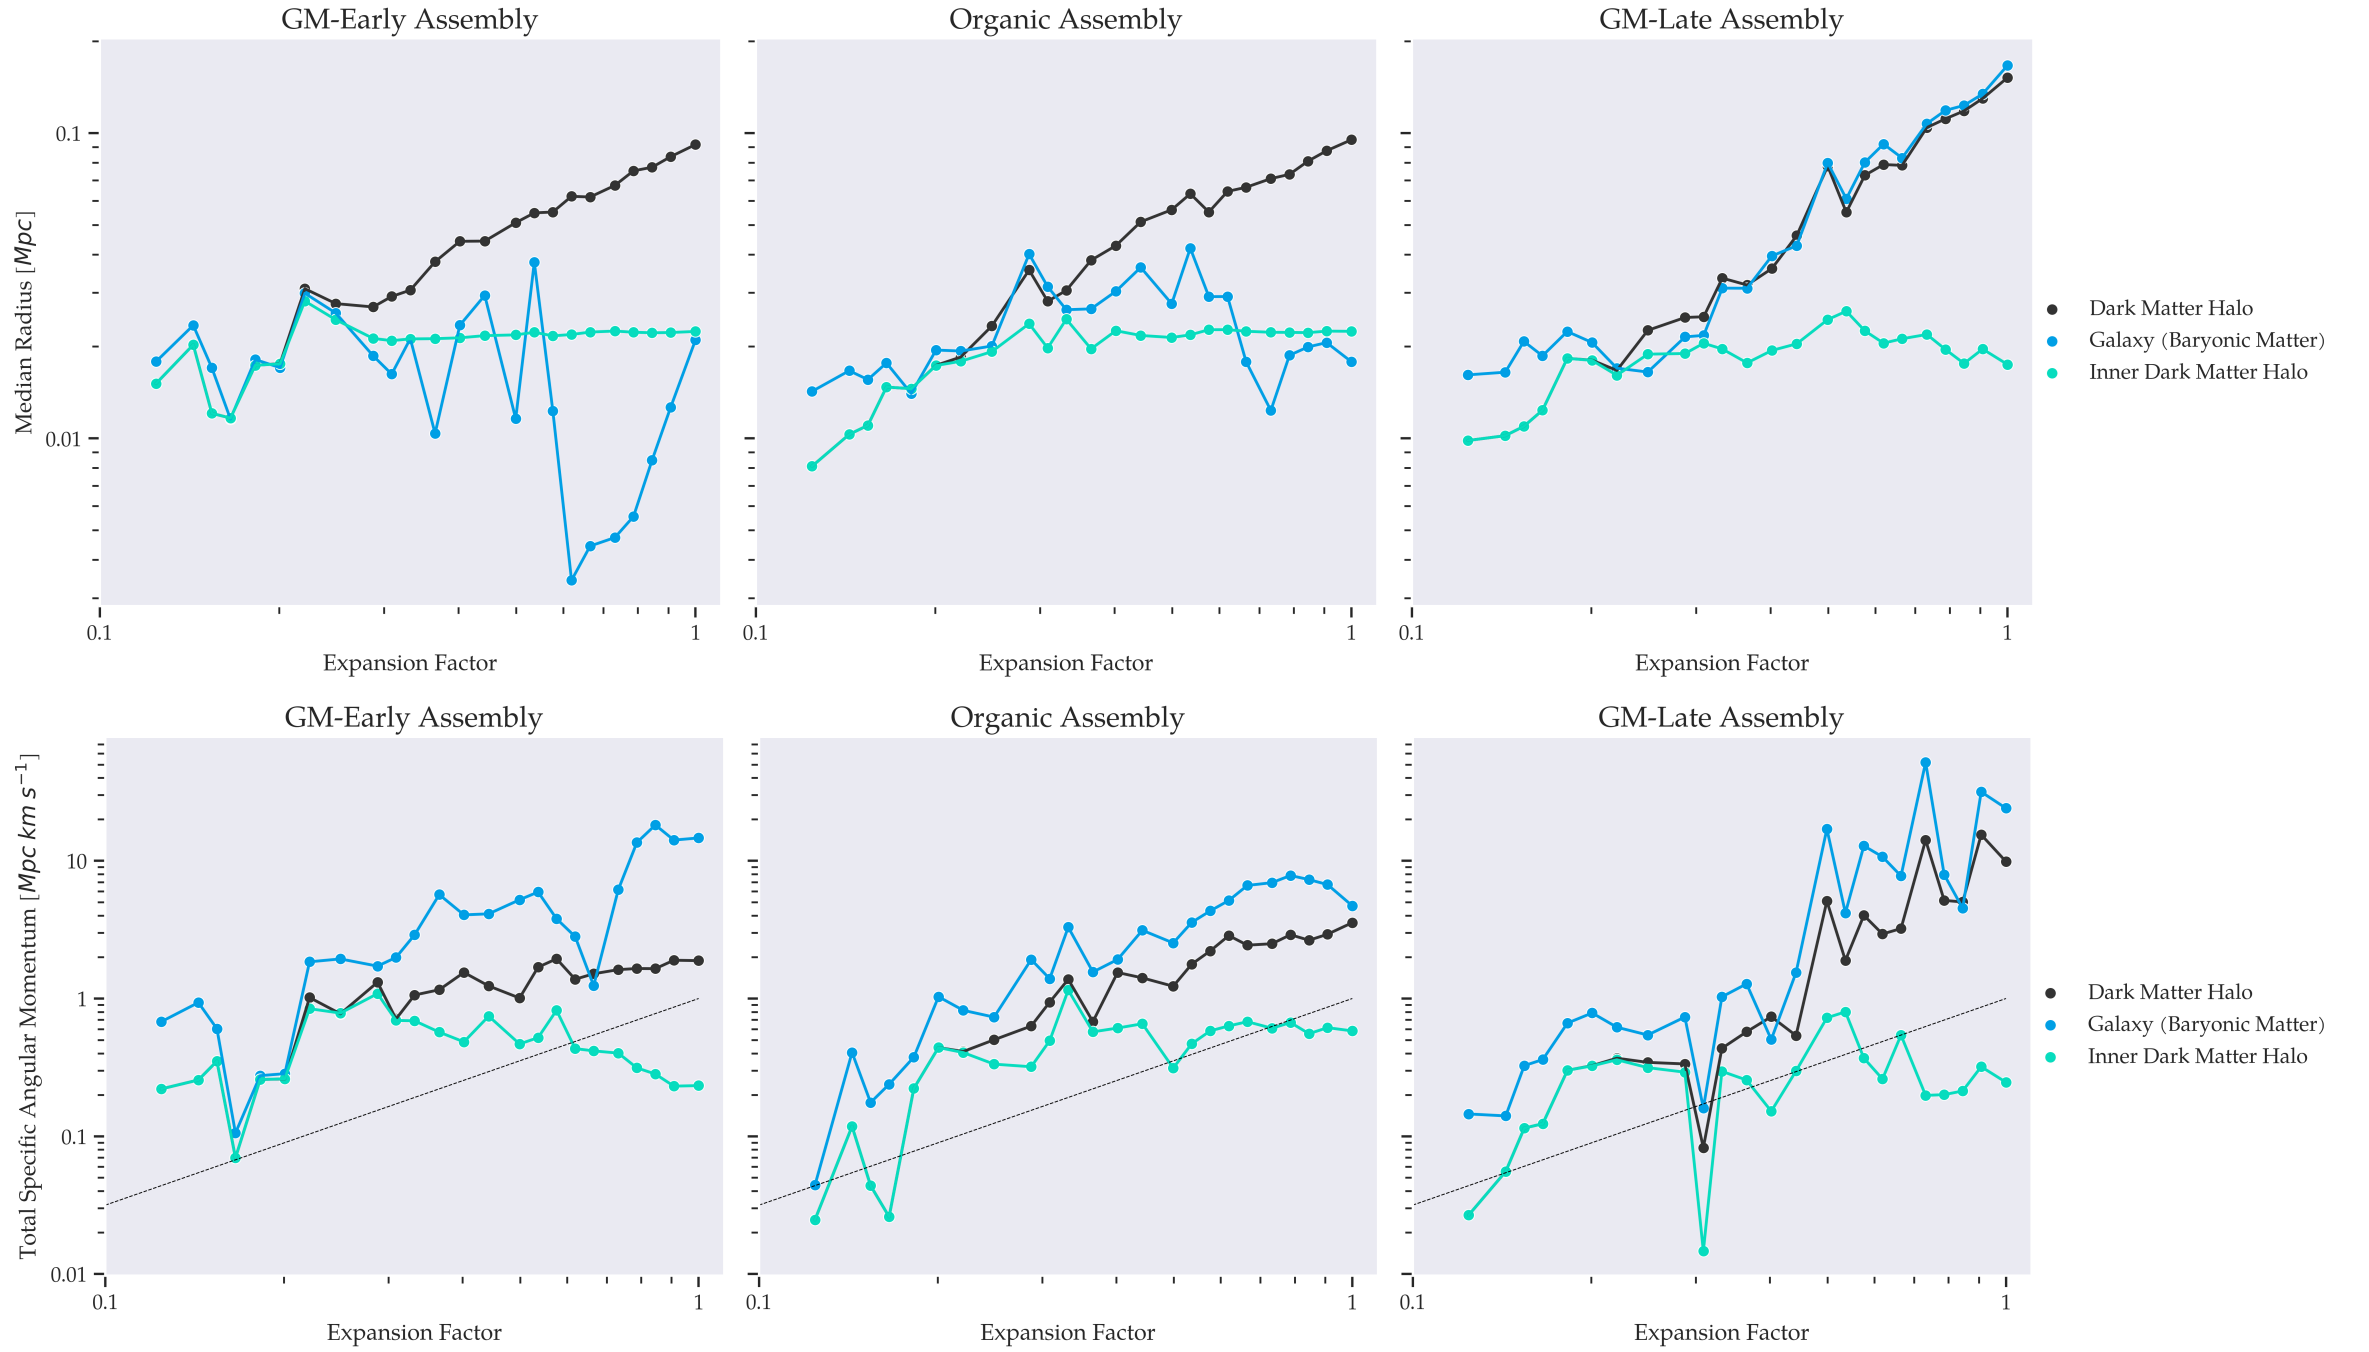 GM-Early Assembly
Organic Assembly
GM-Late Assembly
Median Radius [Mpc]
0.1
0.01
0.1
1
0.1
1
0.1
1
Expansion Factor
Expansion Factor
Expansion Factor
Dark Matter Halo
Galaxy (Baryonic Matter)
Inner Dark Matter Halo
GM-Early Assembly
Organic Assembly
GM-Late Assembly
Total Specific Angular Momentum [Mpc km s⁻¹]
10
1
0.1
0.01
0.1
1
0.1
1
0.1
1
Expansion Factor
Expansion Factor
Expansion Factor
Dark Matter Halo
Galaxy (Baryonic Matter)
Inner Dark Matter Halo